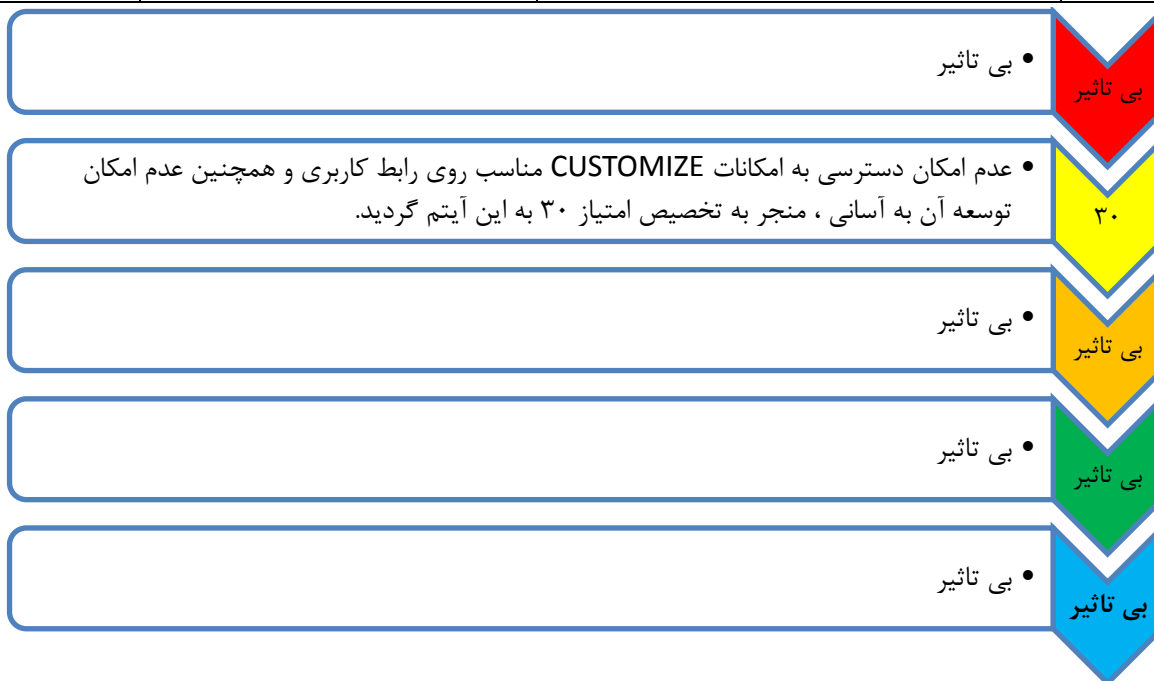 بی تاثیر
• بی تاثیر
۳۰
• عدم امکان دسترسی به امکانات CUSTOMIZE مناسب روی رابط کاربری و همچنین عدم امکان
توسعه آن به آسانی ، منجر به تخصیص امتیاز ۳۰ به این آیتم گردید.
بی تاثیر
• بی تاثیر
بی تاثیر
• بی تاثیر
بی تاثیر
• بی تاثیر